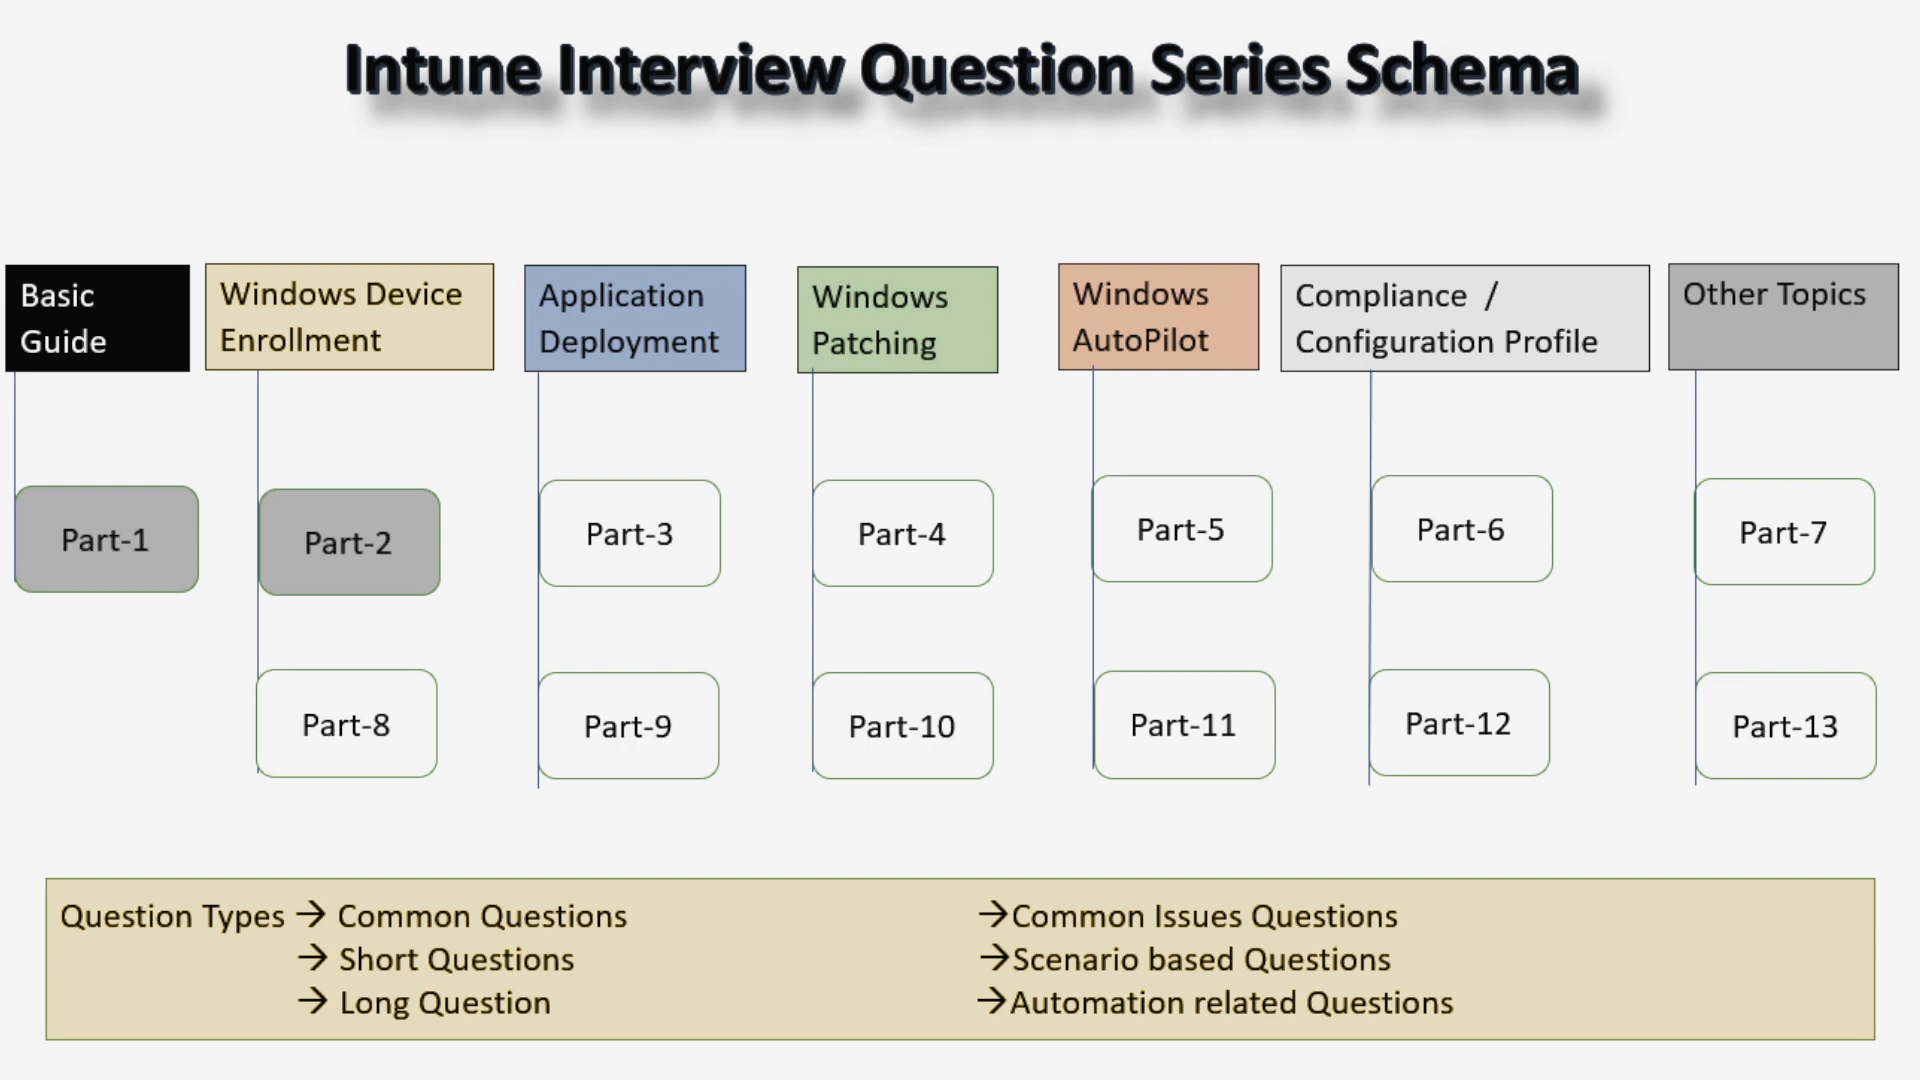 Intune Interview Question Series Schema
Basic
Guide
Windows Device
Enrollment
Application
Deployment
Windows
Patching
Windows
AutoPilot
Compliance /
Configuration Profile
Other Topics
Part-1
Part-2
Part-3
Part-4
Part-5
Part-6
Part-7
Part-8
Part-9
Part-10
Part-11
Part-12
Part-13
Question Types → Common Questions
→ Short Questions
→ Long Question
→Common Issues Questions
→Scenario based Questions
→Automation related Questions